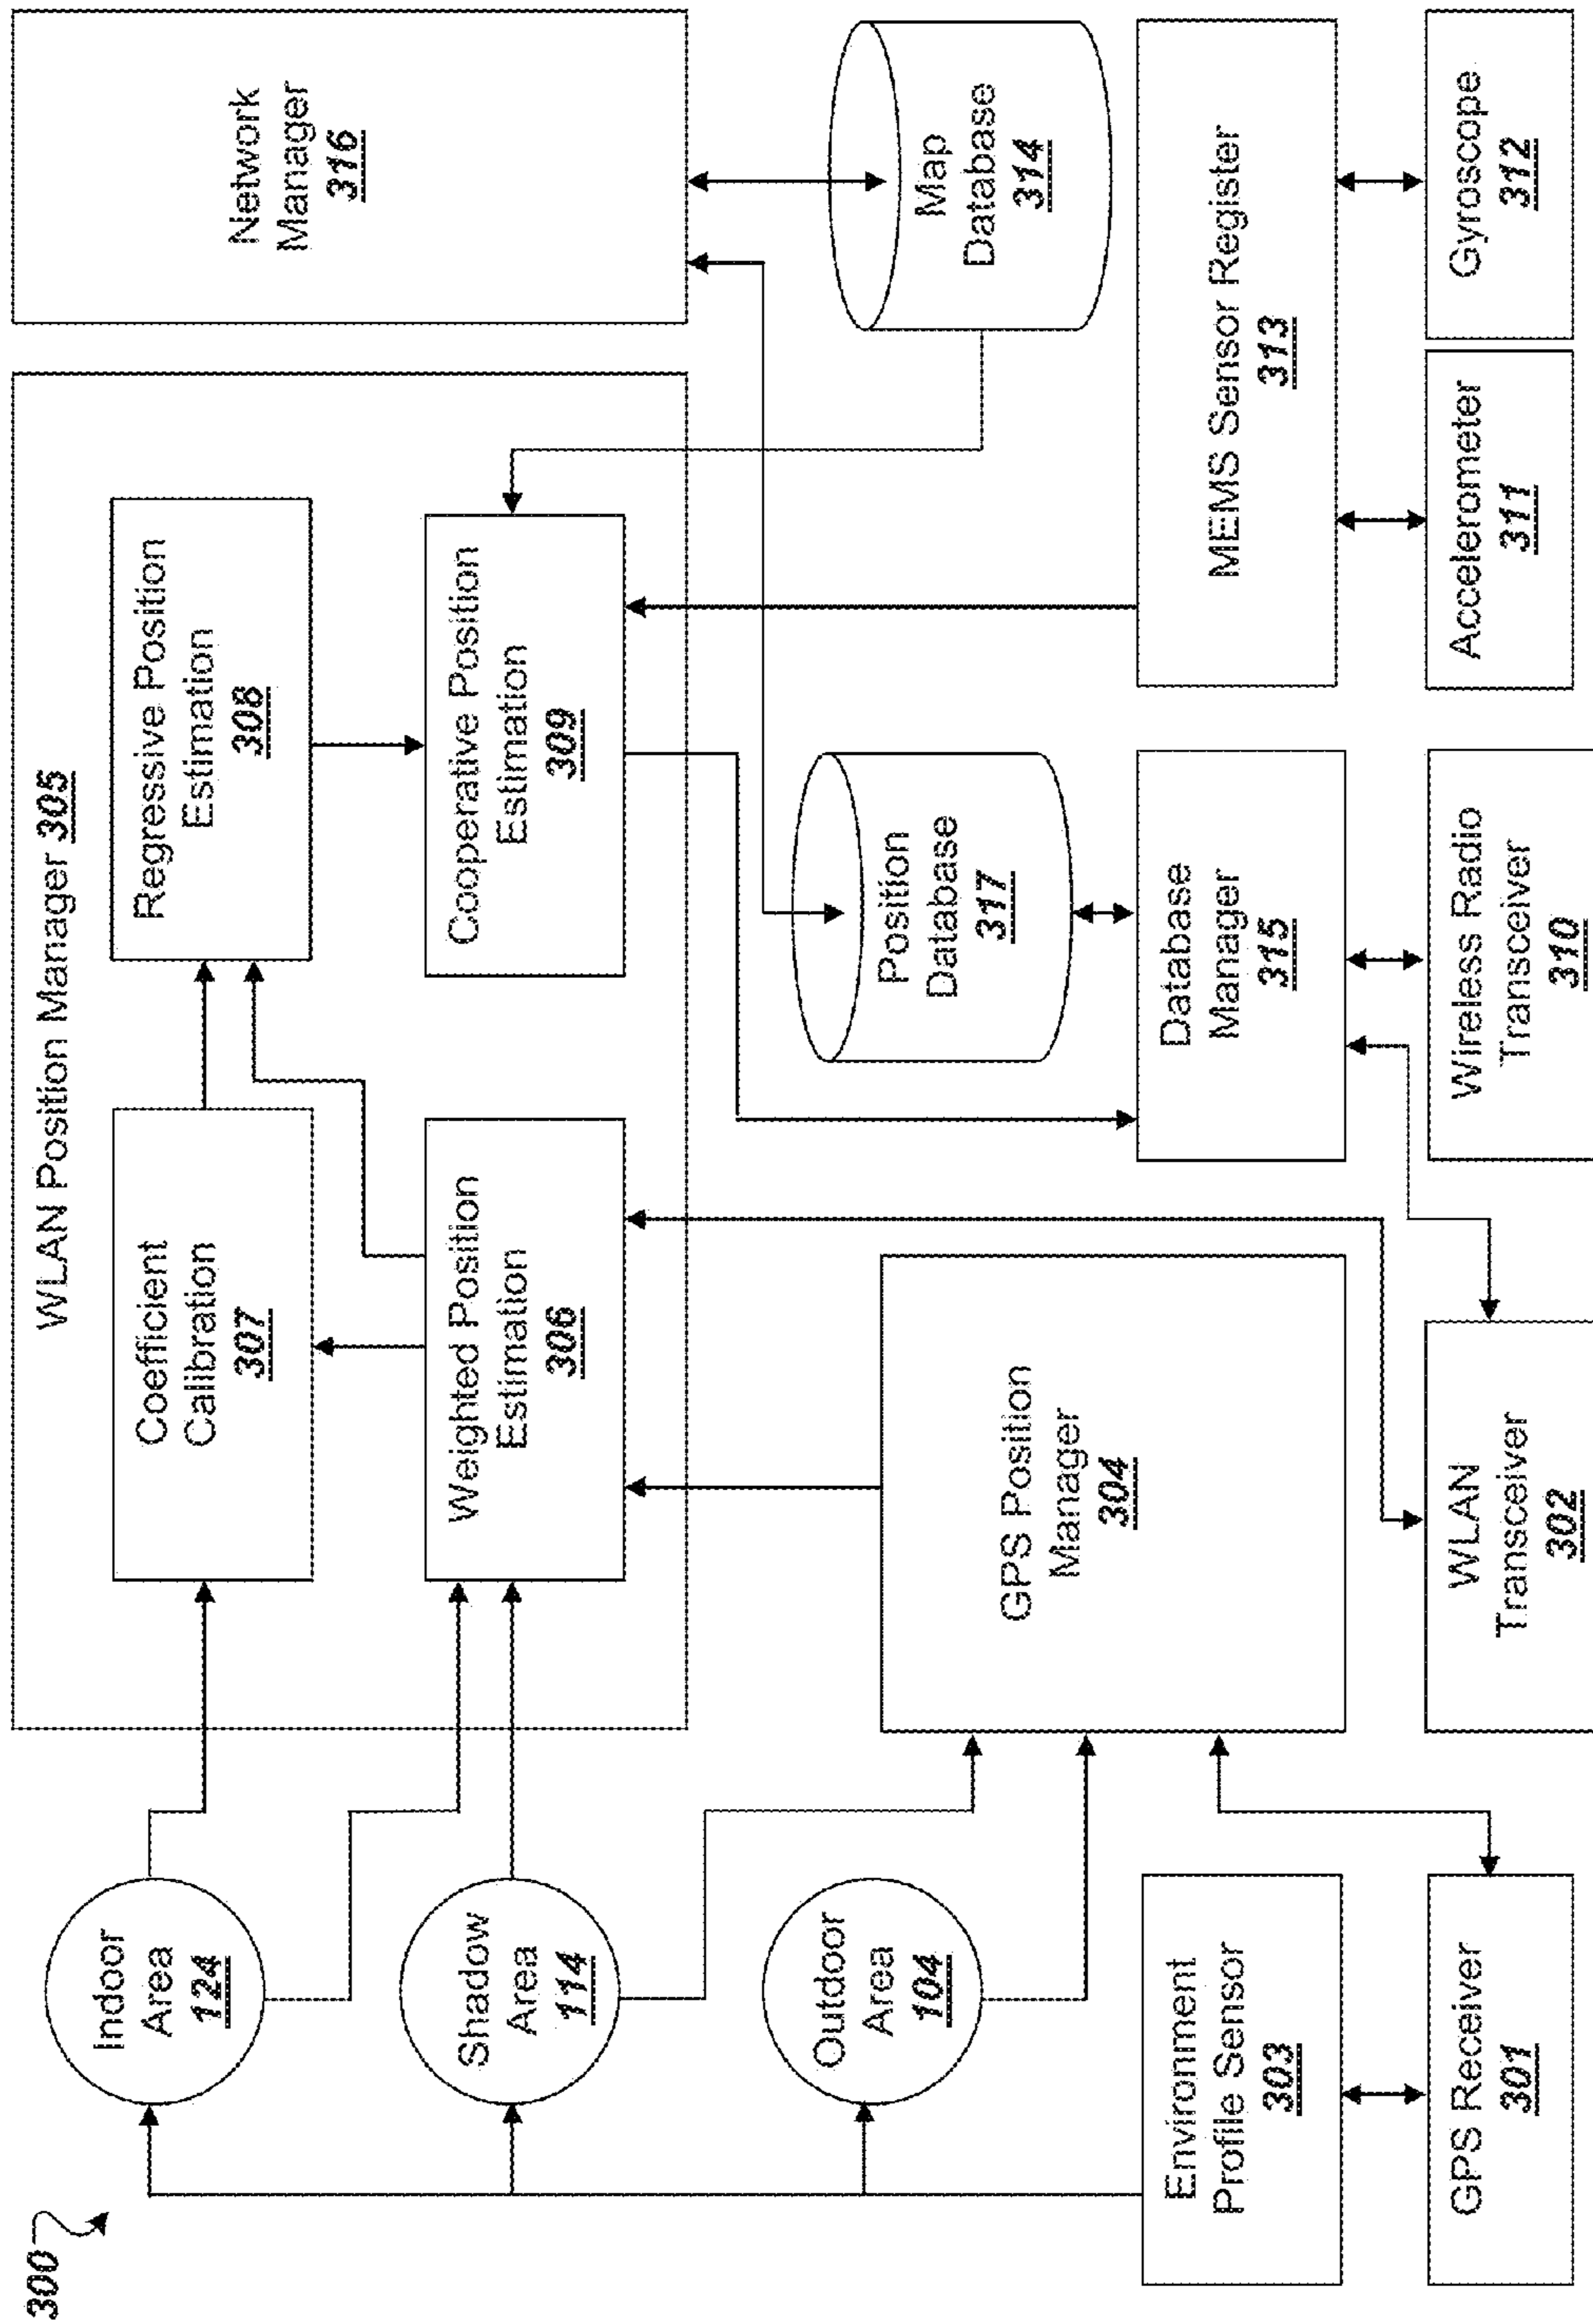 300
WLAN Position Manager 305
Indoor
Area
124
Coefficient
Calibration
307
Regressive Position
Estimation
308
Network
Manager
316
Shadow
Area
114
Weighted Position
Estimation
306
Cooperative Position
Estimation
309
Outdoor
Area
104
GPS Position
Manager
304
Position
Database
317
Map
Database
314
Environment
Profile Sensor
303
Database
Manager
315
MEMS Sensor Register
313
GPS Receiver
301
WLAN
Transceiver
302
Wireless Radio
Transceiver
310
Accelerometer
311
Gyroscope
312